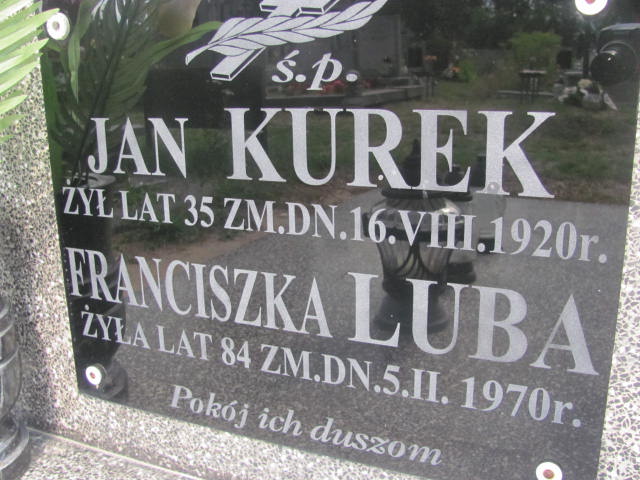 ś.p.
JAN KUREK
ŻYŁ LAT 35 ZM.DN.16.VIII.1920r.
FRANCISZKA LUBA
ŻYŁA LAT 84 ZM.DN.5.II. 1970r.
Pokój ich duszom